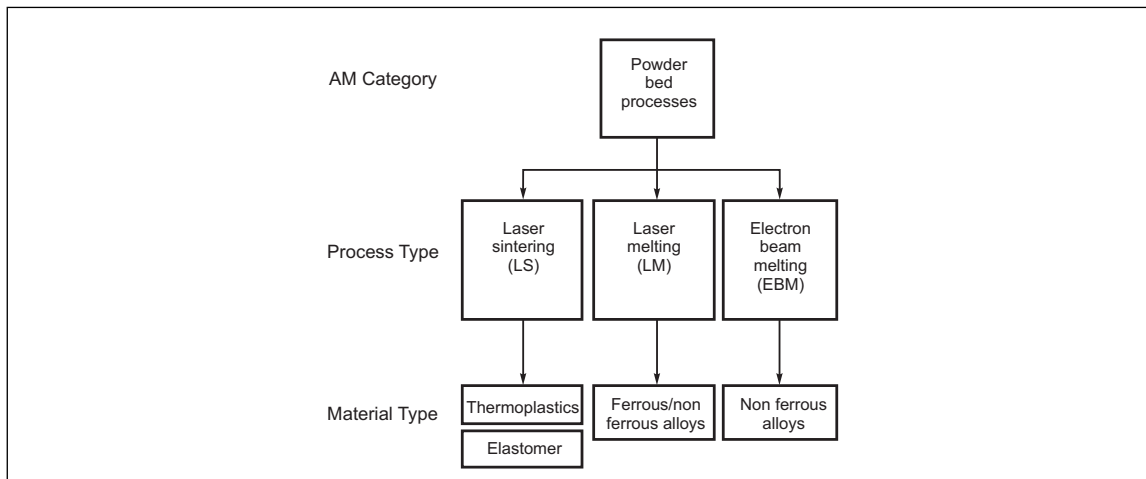 AM Category
Powder
bed
processes
Process Type
Laser
sintering
(LS)
Laser
melting
(LM)
Electron
beam
melting
(EBM)
Material Type
Thermoplastics
Elastomer
Ferrous/non
ferrous alloys
Non ferrous
alloys